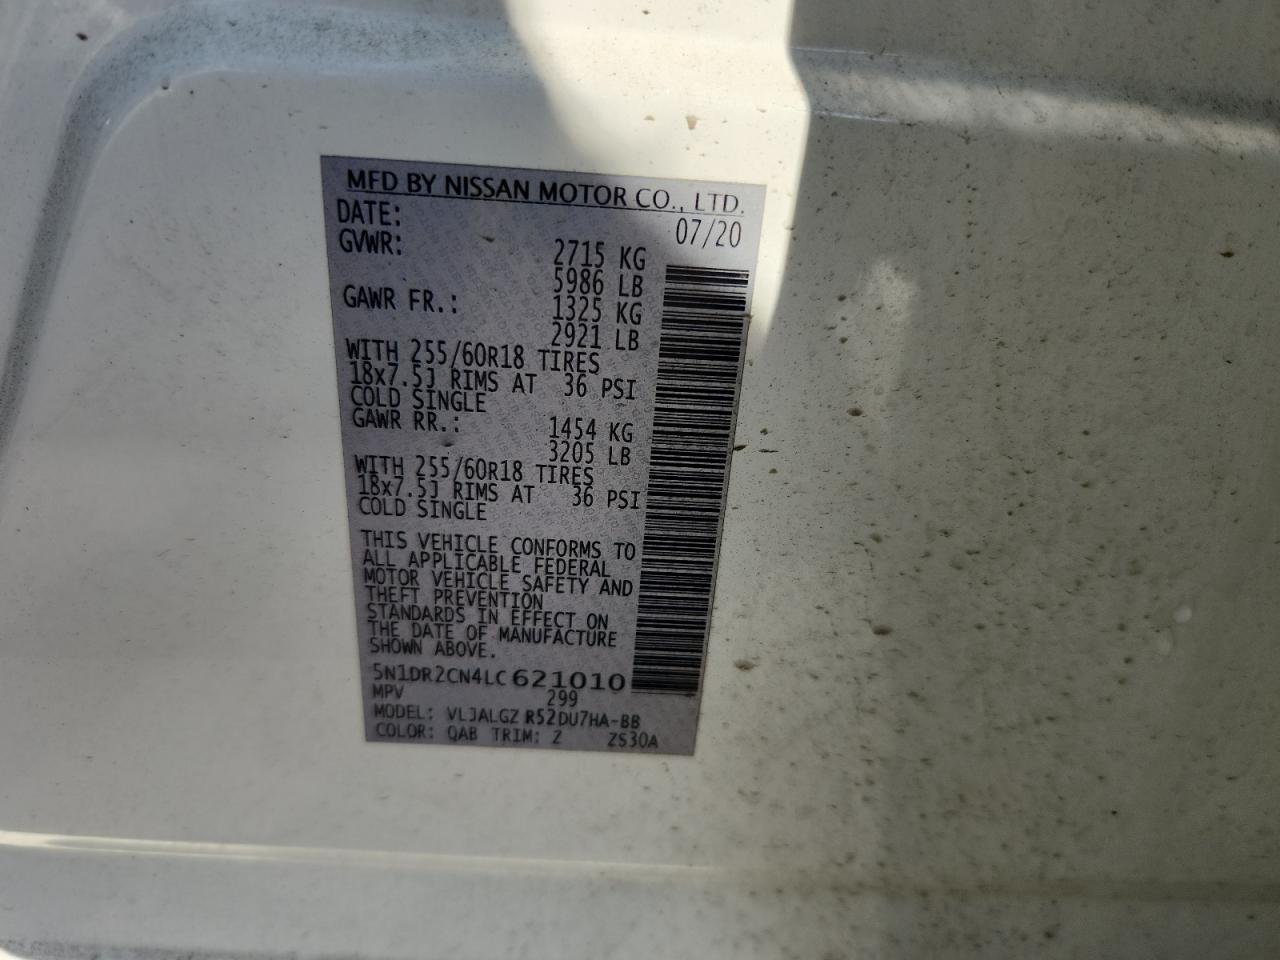 MFD BY NISSAN MOTOR CO., LTD.
DATE: 07/20
GVWR: 2715 KG
5986 LB
GAWR FR.: 1325 KG
2921 LB
WITH 255/60R18 TIRES
18x7.5J RIMS AT 36 PSI
COLD SINGLE
GAWR RR.: 1454 KG
3205 LB
WITH 255/60R18 TIRES
18x7.5J RIMS AT 36 PSI
COLD SINGLE
THIS VEHICLE CONFORMS TO
ALL APPLICABLE FEDERAL
MOTOR VEHICLE SAFETY AND
THEFT PREVENTION
STANDARDS IN EFFECT ON
THE DATE OF MANUFACTURE
SHOWN ABOVE.
5N1DR2CN4LC621010
MPV 299
MODEL: VLJALGZ R52DU7HA-BB
COLOR: QAB TRIM: Z ZS30A